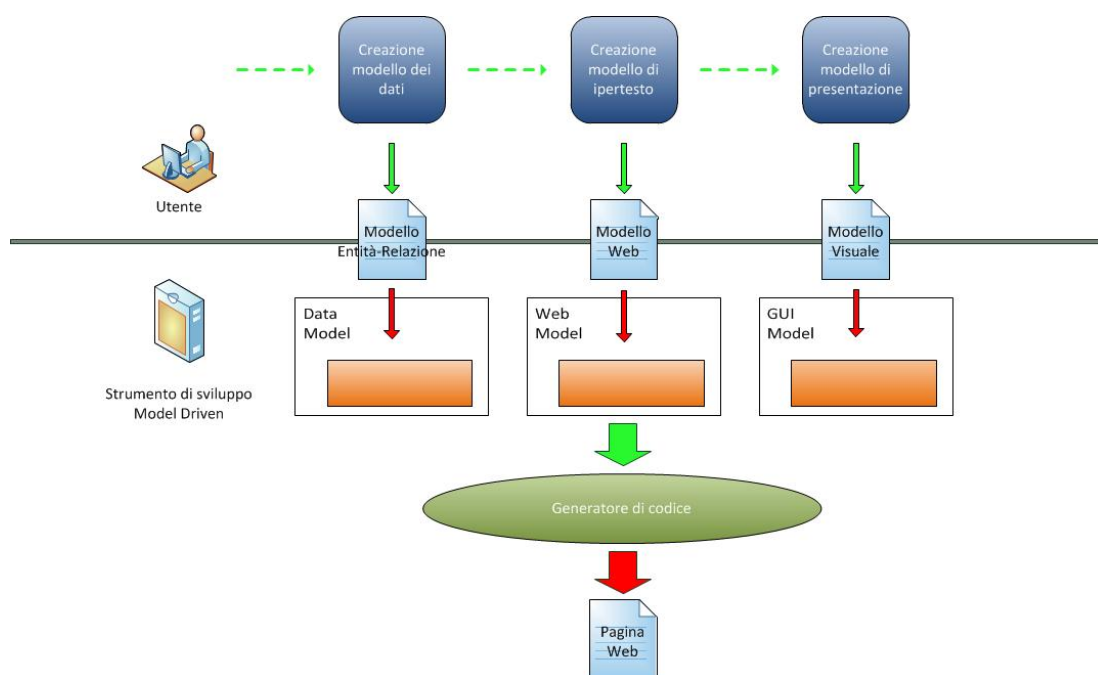 Creazione
modello dei
dati
Creazione
modello di
ipertesto
Creazione
modello di
presentazione
Utente
Modello
Entità-Relazione
Modello
Web
Modello
Visuale
Data
Model
Web
Model
GUI
Model
Strumento di sviluppo
Model Driven
Generatore di codice
Pagina
Web